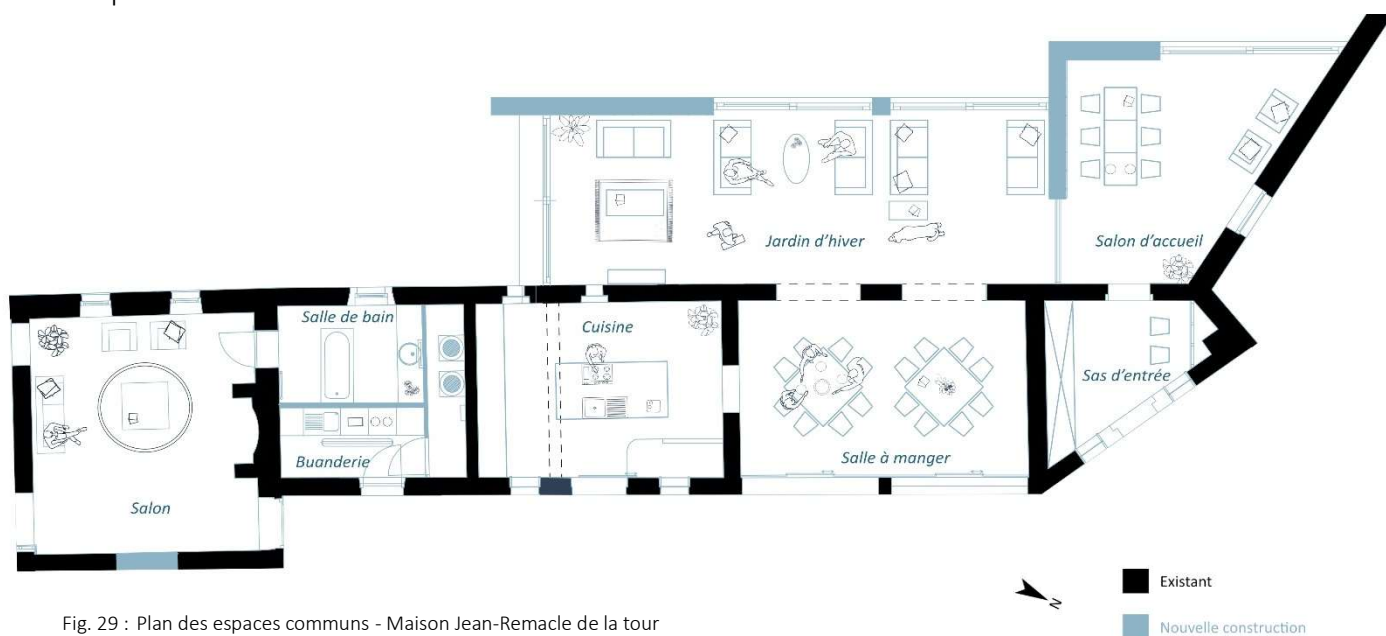 Jardin d'hiver
Salon d'accueil
Salle de bain
Cuisine
Sas d'entrée
Buanderie
Salle à manger
Salon
N
Existant
Nouvelle construction
Fig. 29 : Plan des espaces communs - Maison Jean-Remacle de la tour